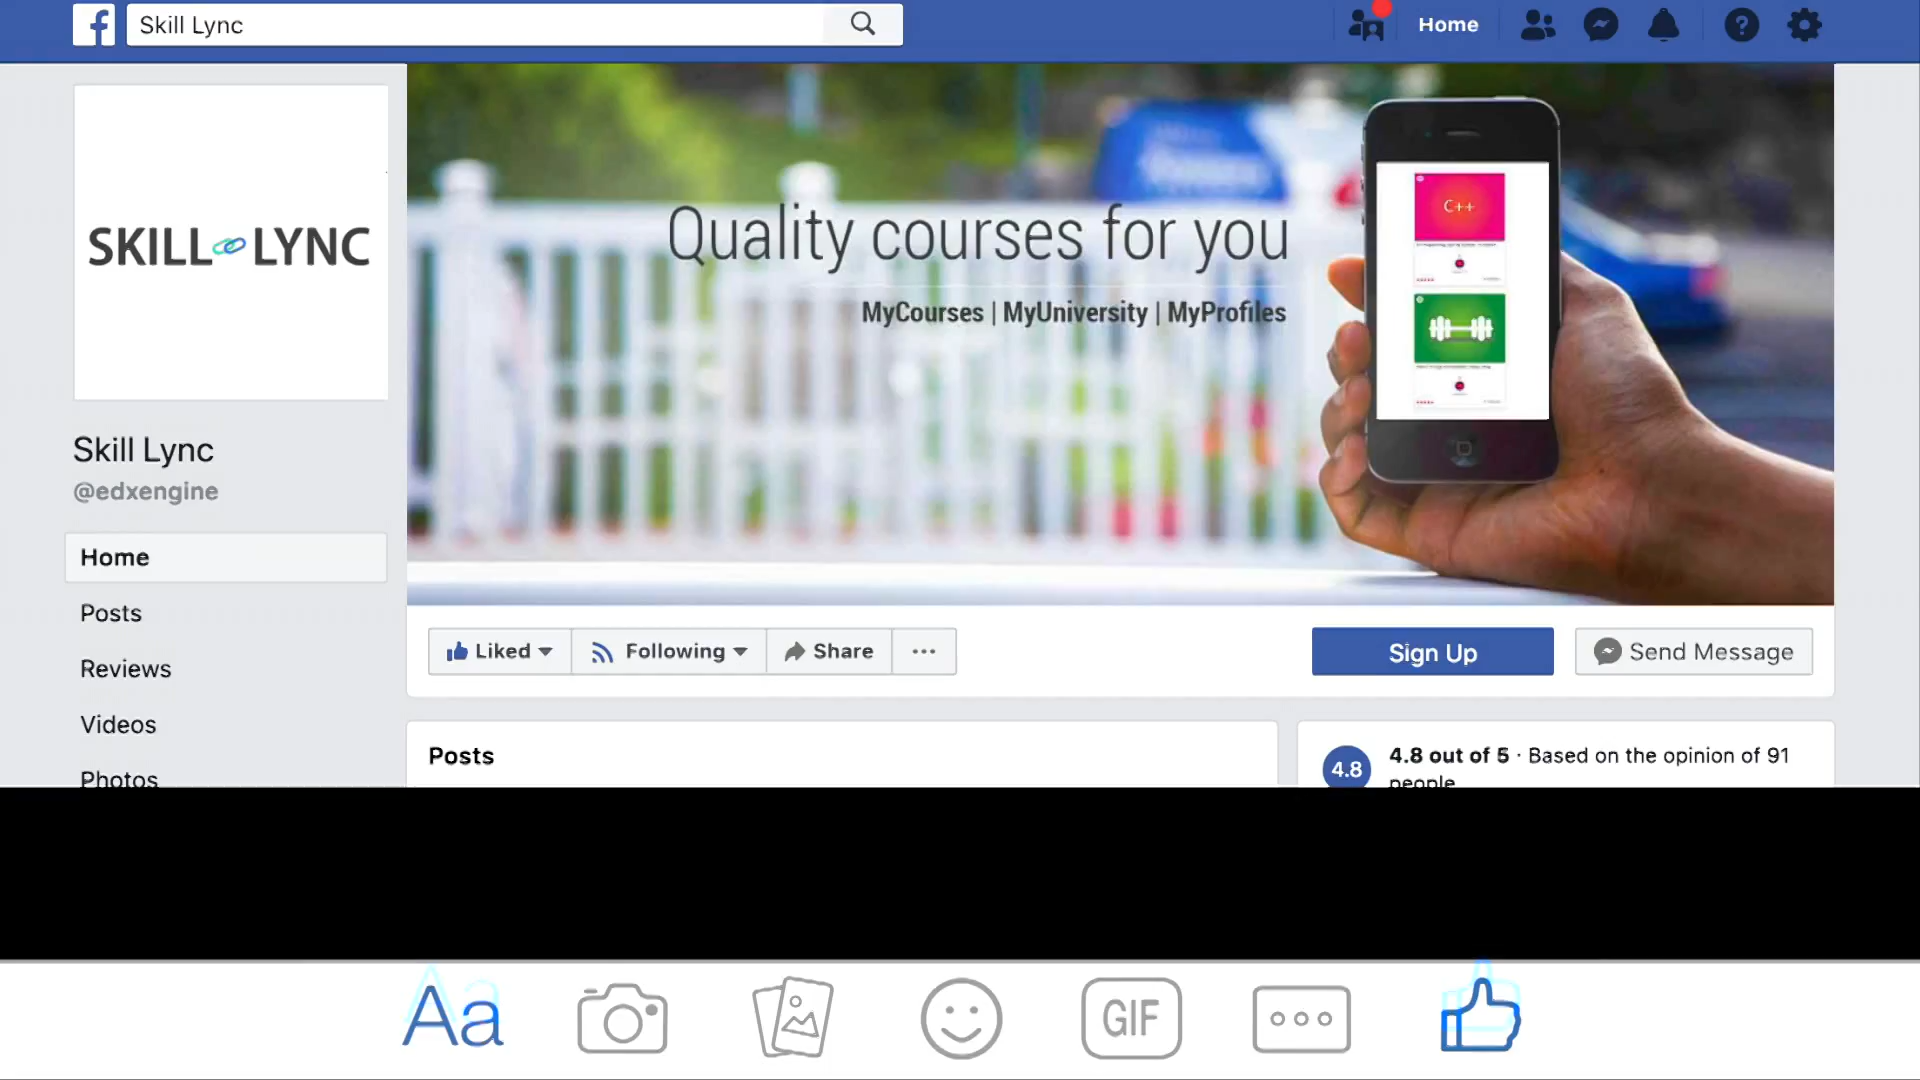 Skill Lync
Home
SKILL LYNC
Quality courses for you
MyCourses | MyUniversity | MyProfiles
C++
Skill Lync
@edxengine
Home
Posts
Reviews
Videos
Photos
Liked
Following
Share
Sign Up
Send Message
Posts
4.8
4.8 out of 5 · Based on the opinion of 91
people
Aa
GIF